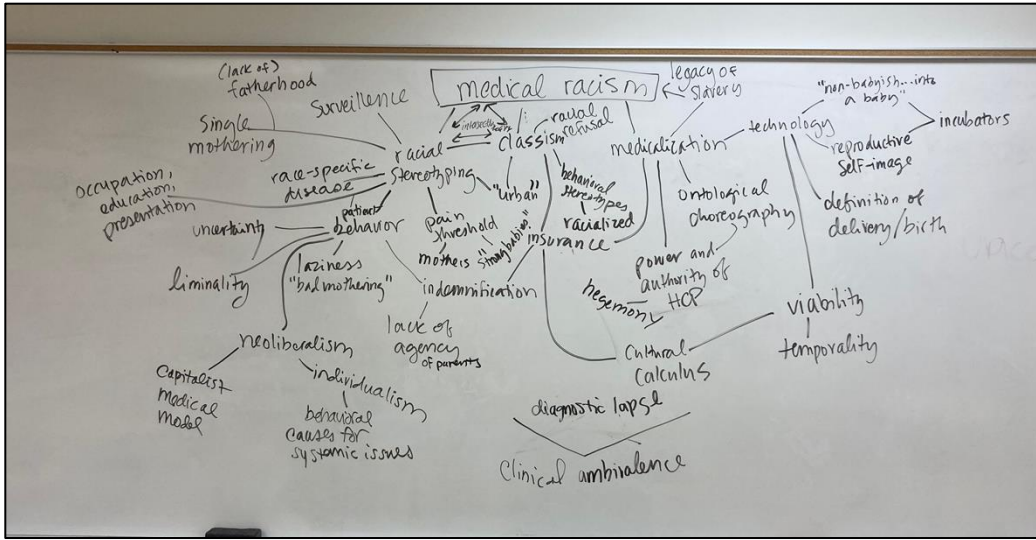 medical racism
legacy of
slavery
(lack of)
fatherhood
Surveillence
single
mothering
racial
stereotyping
race-specific
disease
occupation,
education,
presentation
patient
behavior
uncertainty
liminality
laziness
"bad mothering"
neoliberalism
Capitalist
medical
model
individualism
behavioral
causes for
systemic issues
pain
threshold
mothers
"strong babies"
indemnification
lack of
agency
of parents
classism
racial
refusal
"urban"
behavioral
stereotypes
racialized
insurance
medicalization
ontological
choreography
power and
authority of
HCP
hegemony
technology
"non-babyish...into
a baby"
reproductive
self-image
incubators
definition of
delivery/birth
viability
temporality
Cultural
calculus
diagnostic lapse
Clinical ambivalence